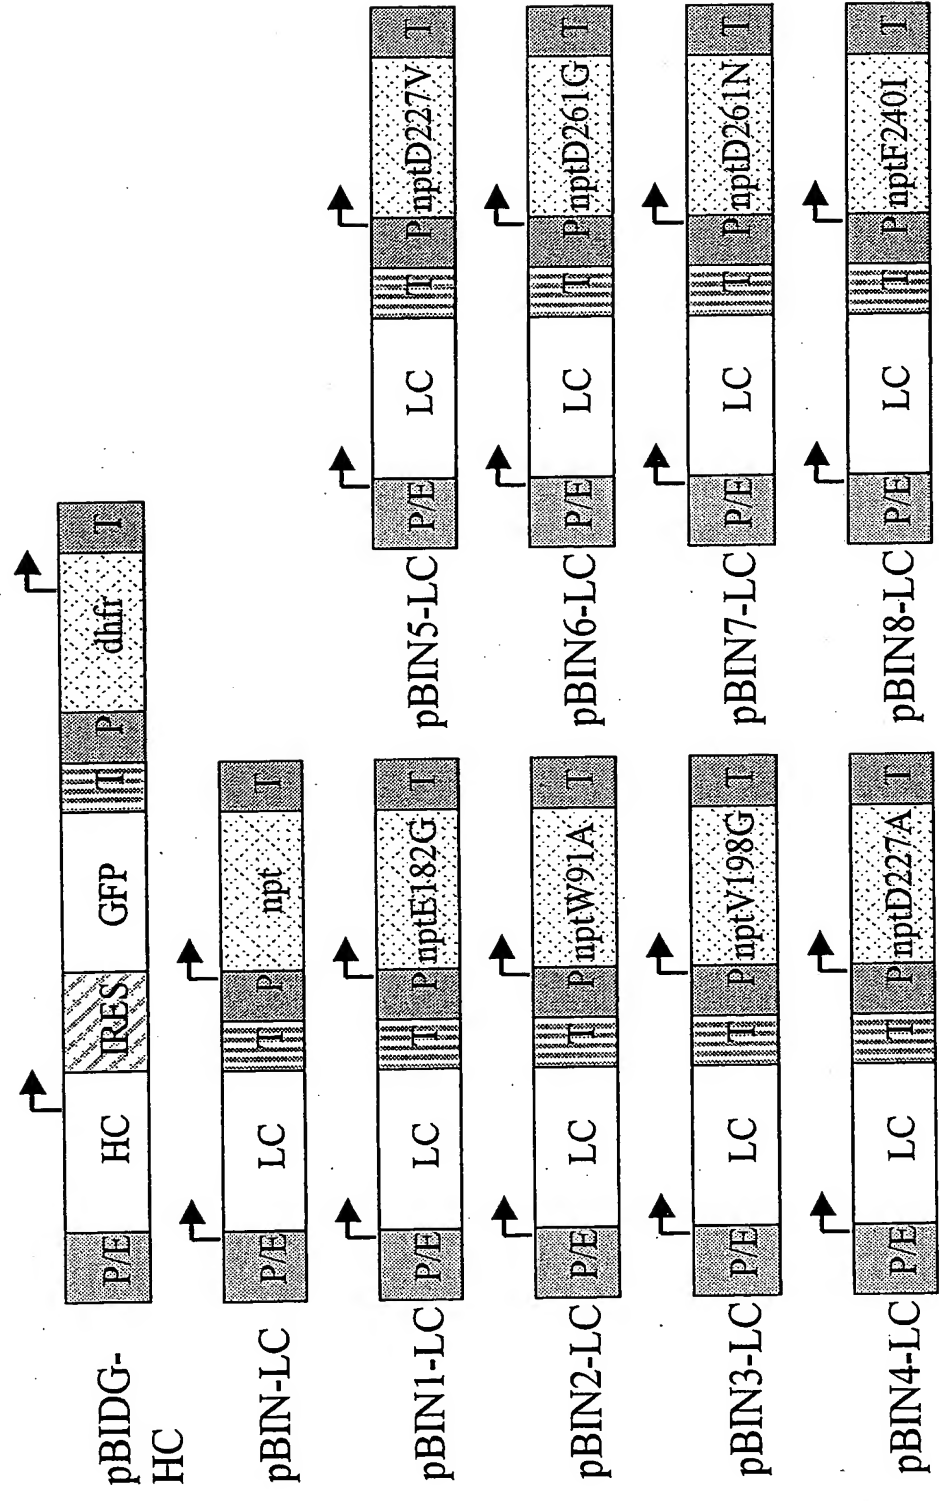 pBIDG-
HC
P/E HC IRES GFP T P dhfr T
pBIN-LC P/E LC T P npt T
pBIN1-LC P/E LC T P nptE182G T
pBIN2-LC P/E LC T P nptW91A T
pBIN3-LC P/E LC T P nptV198G T
pBIN4-LC P/E LC T P nptD227A T
pBIN5-LC P/E LC T P nptD227V T
pBIN6-LC P/E LC T P nptD261G T
pBIN7-LC P/E LC T P nptD261N T
pBIN8-LC P/E LC T P nptF240I T